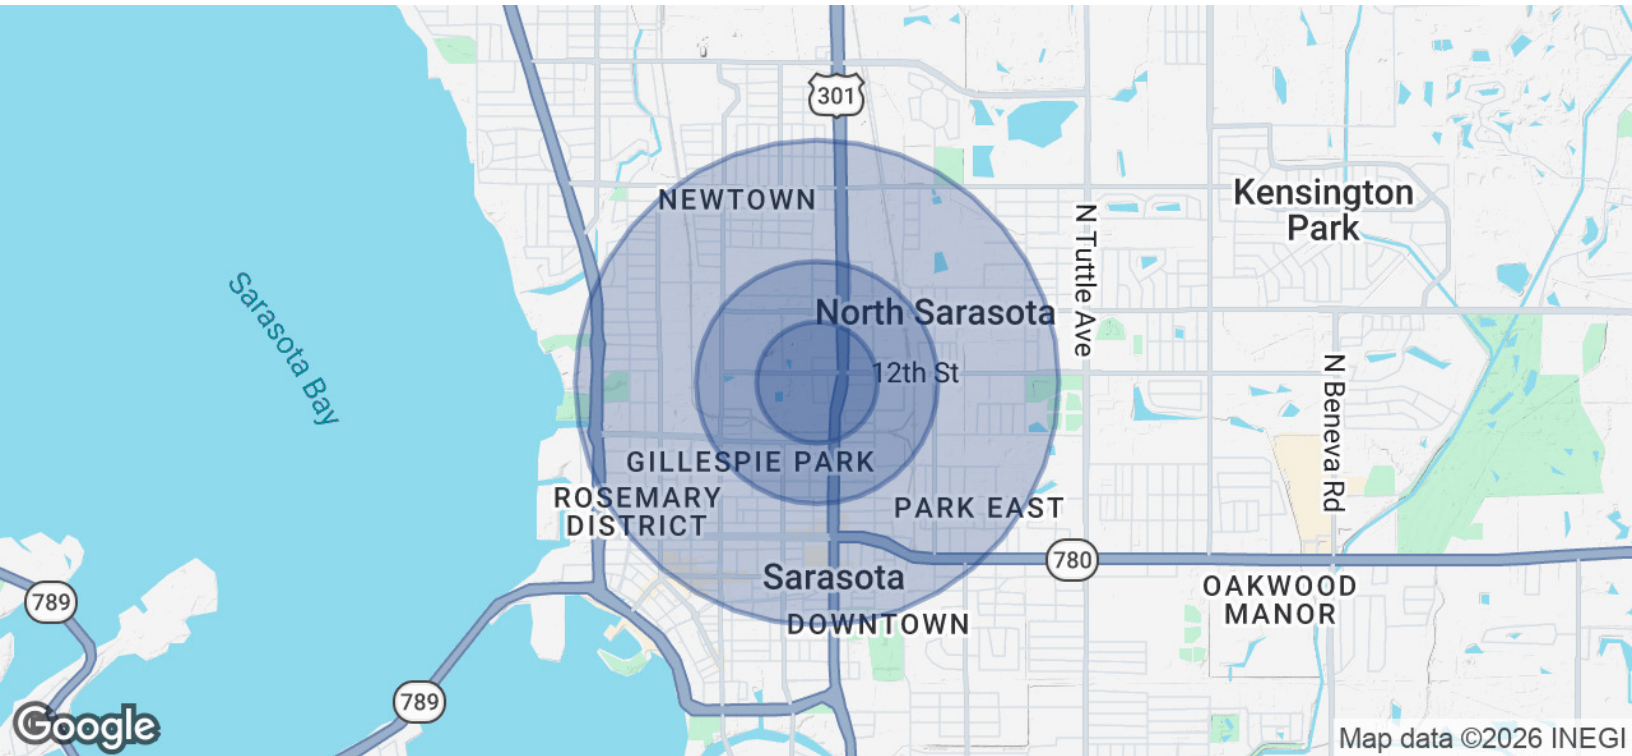 301
NEWTOWN
Kensington
Park
N Tuttle Ave
Sarasota Bay
North Sarasota
12th St
N Beneva Rd
GILLESPIE PARK
ROSEMARY
DISTRICT
PARK EAST
780
Sarasota
OAKWOOD
MANOR
789
DOWNTOWN
789
Google
Map data ©2026 INEGI